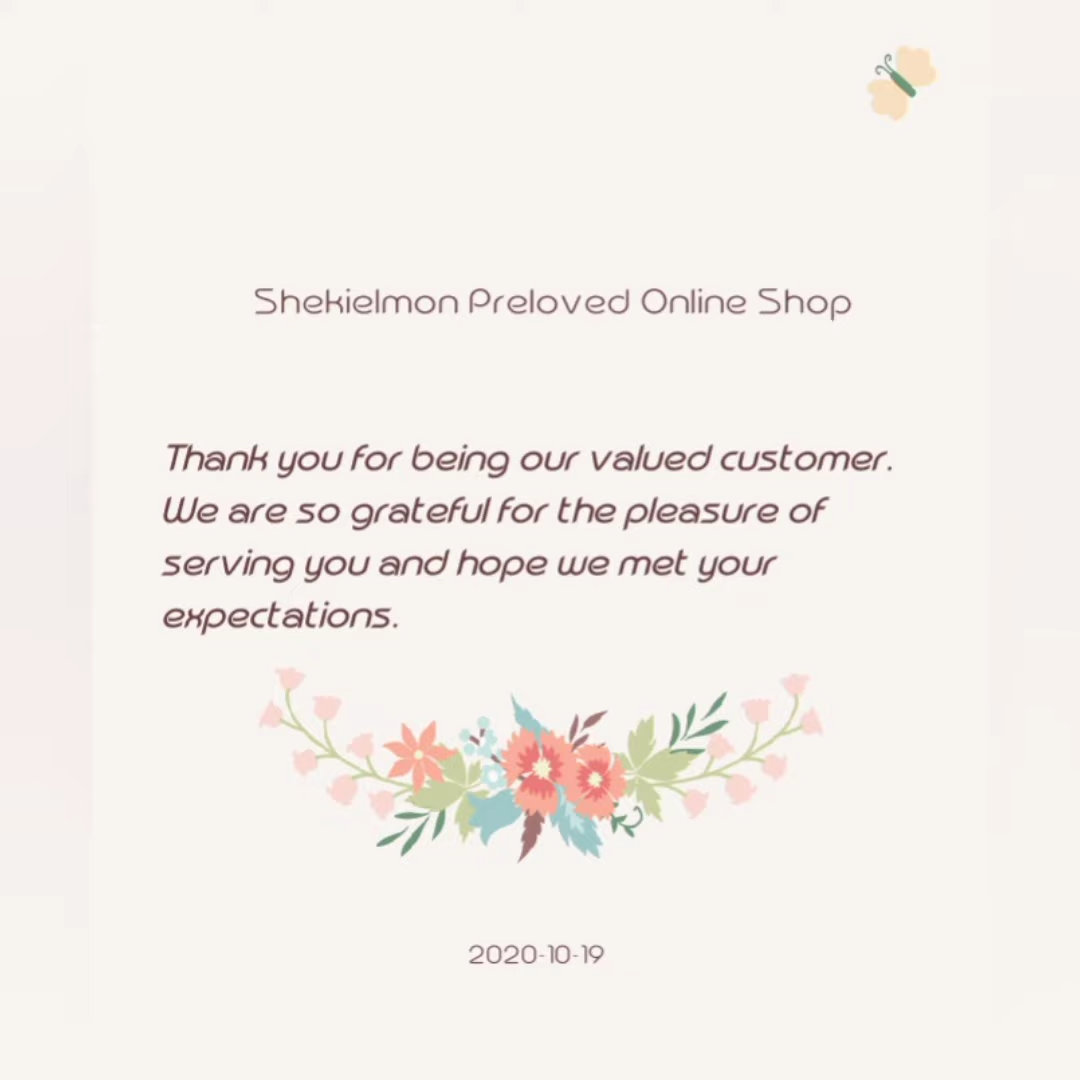 Shekielmon Preloved Online Shop
Thank you for being our valued customer.
We are so grateful for the pleasure of
serving you and hope we met your
expectations.
2020-10-19